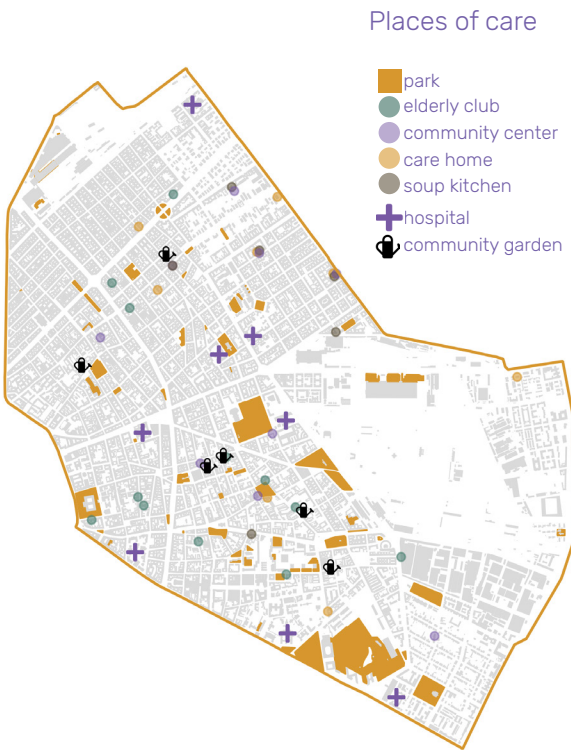 Places of care
park
elderly club
community center
care home
soup kitchen
hospital
community garden